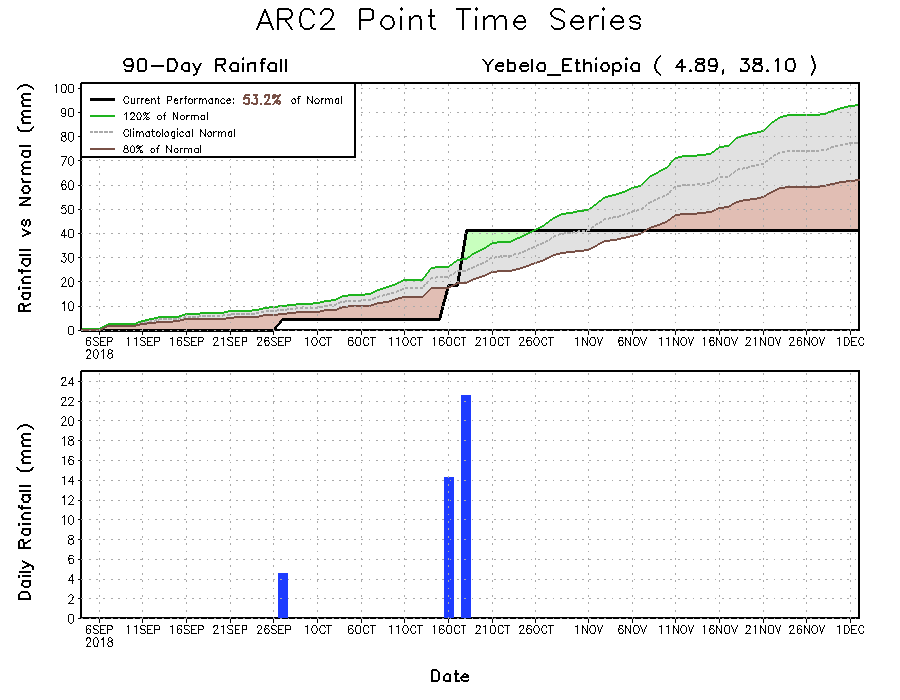 ARC2 Point Time Series
90-Day Rainfall
Yebelo_Ethiopia ( 4.89, 38.10 )
Rainfall vs Normal (mm)
Current Performance: 53.2% of Normal
120% of Normal
Climatological Normal
80% of Normal
100
90
80
70
60
50
40
30
20
10
0
6SEP 11SEP 16SEP 21SEP 26SEP 1OCT 6OCT 11OCT 16OCT 21OCT 26OCT 1NOV 6NOV 11NOV 16NOV 21NOV 26NOV 1DEC
2018
Daily Rainfall (mm)
24
22
20
18
16
14
12
10
8
6
4
2
0
6SEP 11SEP 16SEP 21SEP 26SEP 1OCT 6OCT 11OCT 16OCT 21OCT 26OCT 1NOV 6NOV 11NOV 16NOV 21NOV 26NOV 1DEC
2018
Date